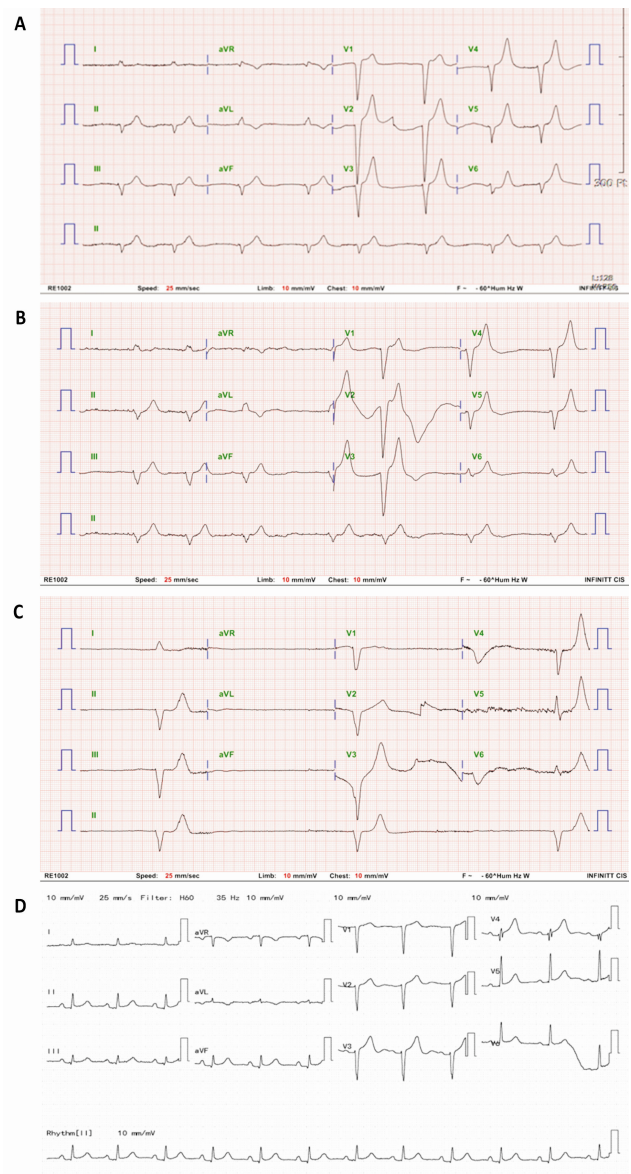 A
I aVR V1 V4
II aVL V2 V5
III aVF V3 V6
II
RE1002 Speed: 25 mm/sec Limb: 10 mm/mV Chest: 10 mm/mV F ~ - 60^Hum Hz W INFINITT CIS
B
I aVR V1 V4
II aVL V2 V5
III aVF V3 V6
II
RE1002 Speed: 25 mm/sec Limb: 10 mm/mV Chest: 10 mm/mV F ~ - 60^Hum Hz W INFINITT CIS
C
I aVR V1 V4
II aVL V2 V5
III aVF V3 V6
II
RE1002 Speed: 25 mm/sec Limb: 10 mm/mV Chest: 10 mm/mV F ~ - 60^Hum Hz W INFINITT CIS
D
10 mm/mV 25 mm/s Filter: H60 35 Hz 10 mm/mV 10 mm/mV 10 mm/mV
I aVR V1 V4
II aVL V2 V5
III aVF V3 V6
Rhythm[II] 10 mm/mV